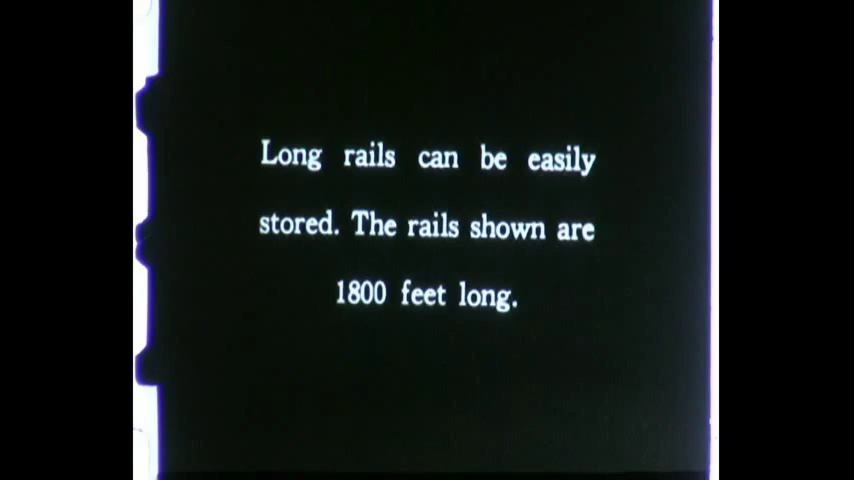 Long rails can be easily
stored. The rails shown are
1800 feet long.